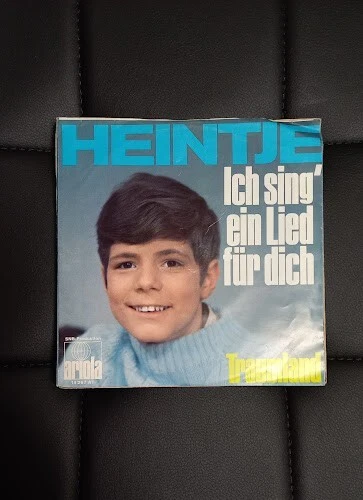 HEINTJE
Ich sing'
ein Lied
für dich
Traumland
ariola